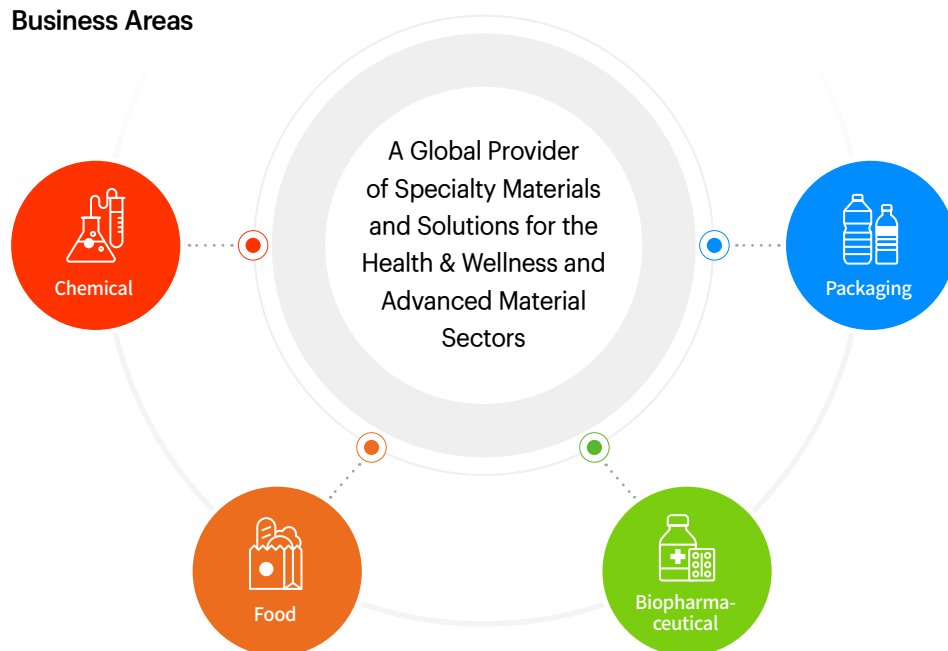 Business Areas
A Global Provider
of Specialty Materials
and Solutions for the
Health & Wellness and
Advanced Material
Sectors
Chemical
Packaging
Food
Biopharma-
ceutical